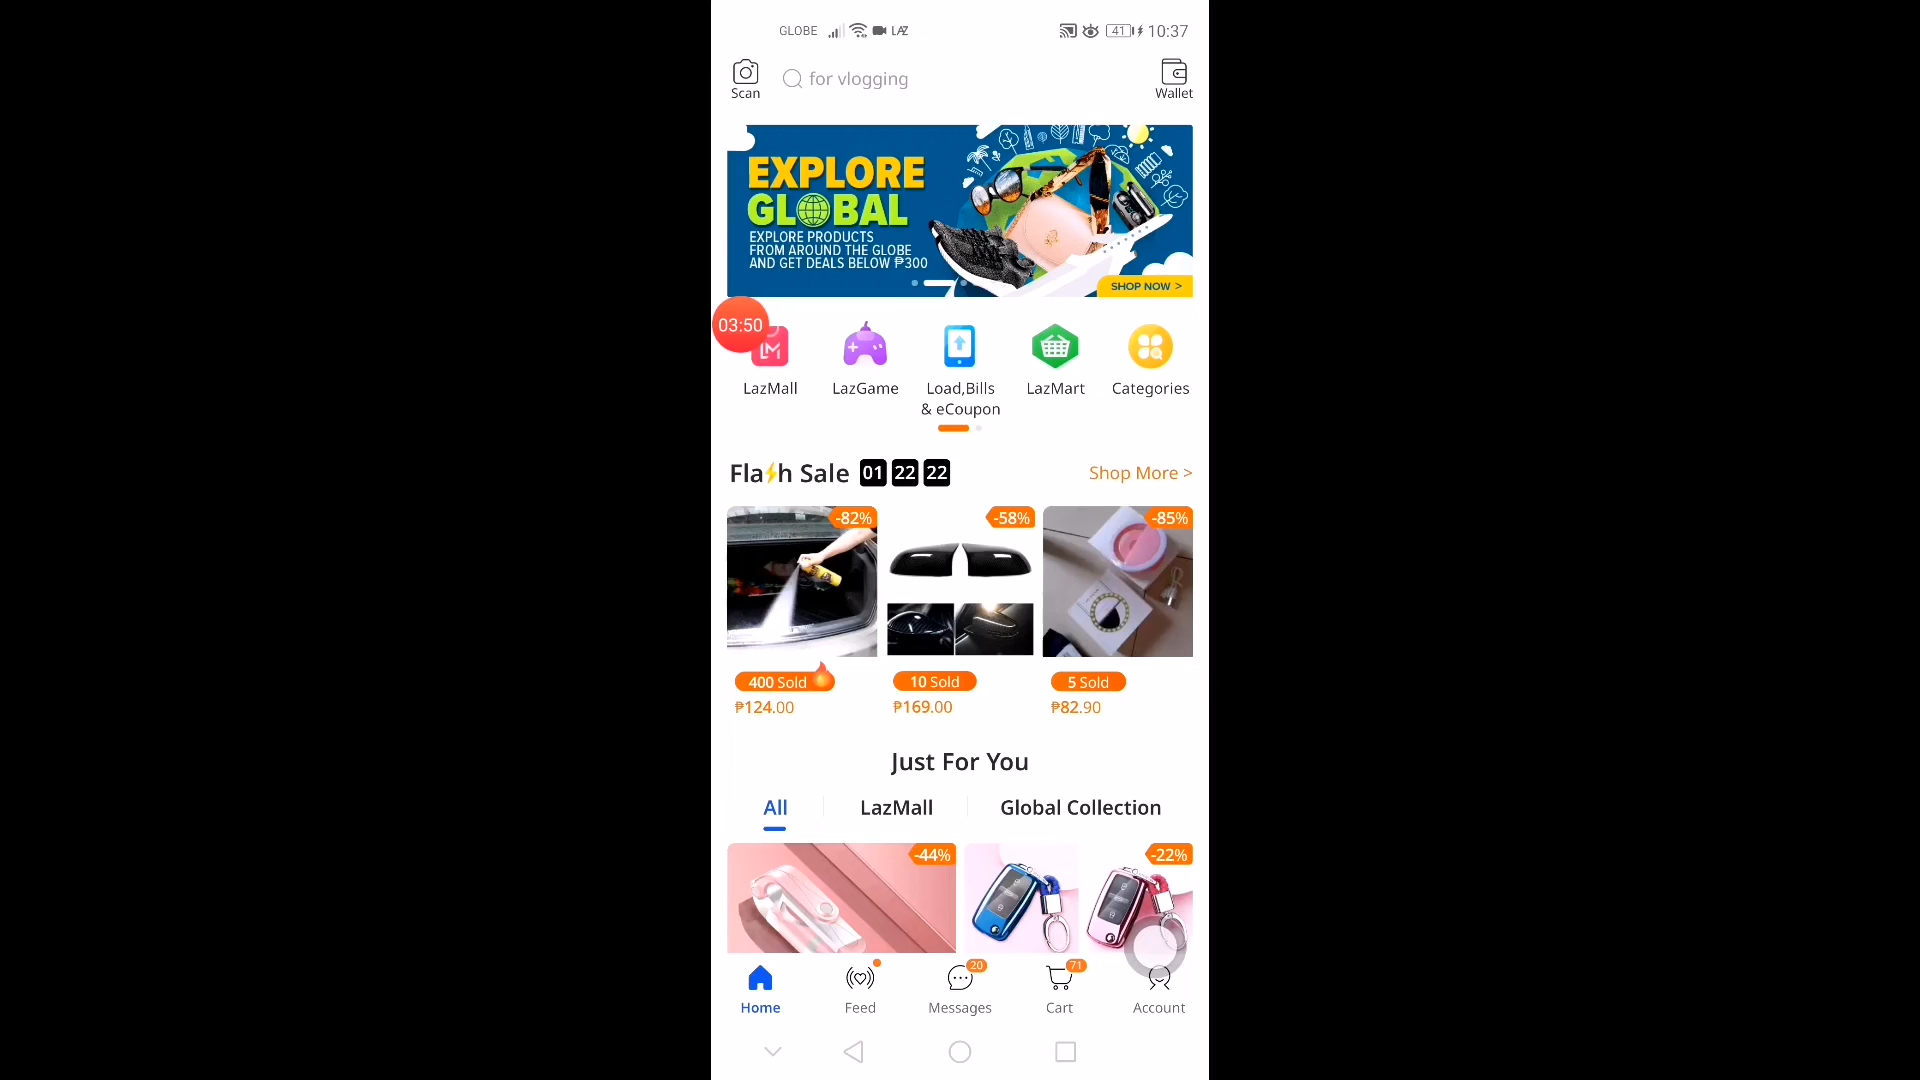 GLOBE LAZ 41 10:37
Scan
for vlogging
Wallet
EXPLORE
GLOBAL
EXPLORE PRODUCTS
FROM AROUND THE GLOBE
AND GET DEALS BELOW ₱300
SHOP NOW >
03:50
LM
LazMall
LazGame
Load,Bills
& eCoupon
LazMart
Categories
Fla⚡h Sale 01 22 22
Shop More >
-82%
-58%
-85%
400 Sold
10 Sold
5 Sold
₱124.00
₱169.00
₱82.90
Just For You
All
LazMall
Global Collection
-44%
-22%
20
71
Home
Feed
Messages
Cart
Account